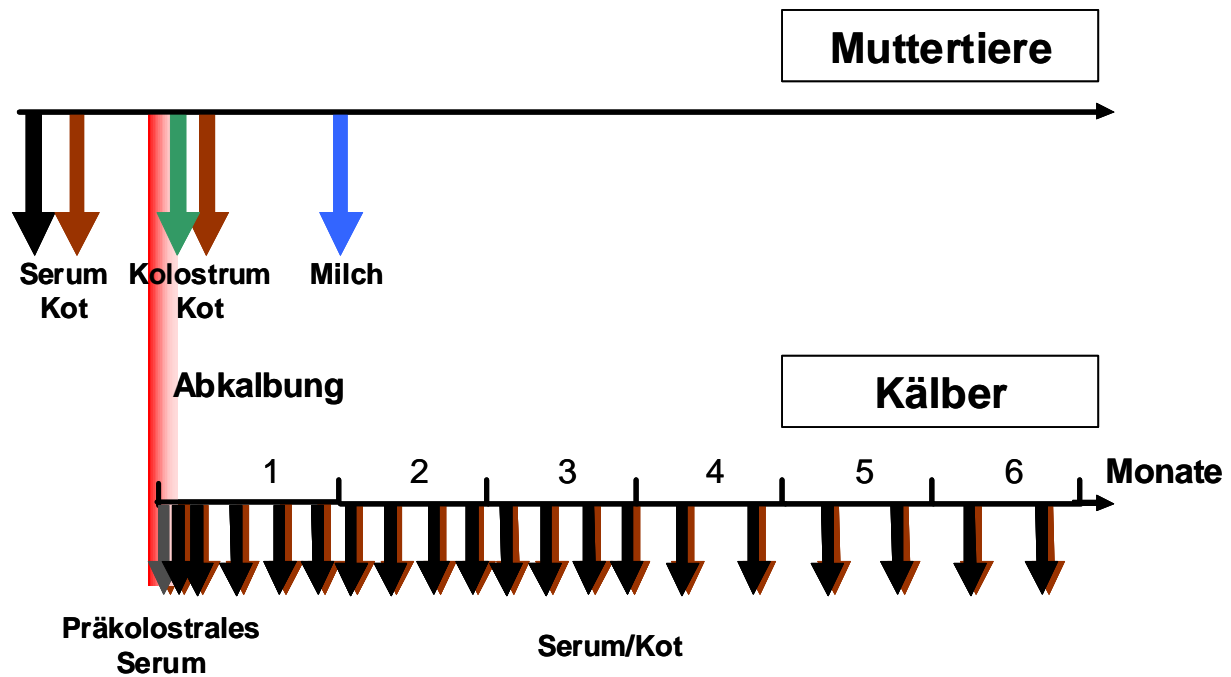 Muttertiere
Serum
Kot
Kolostrum
Kot
Milch
Abkalbung
Kälber
1 2 3 4 5 6 Monate
Präkolostrales
Serum
Serum/Kot